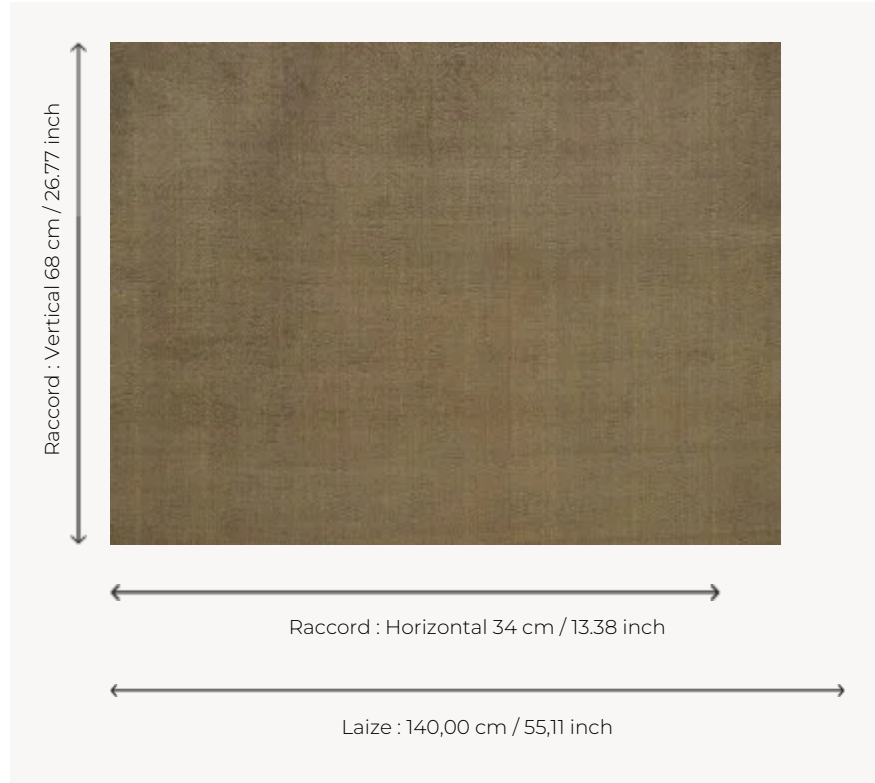 Raccord : Vertical 68 cm / 26.77 inch
Raccord : Horizontal 34 cm / 13.38 inch
Laize : 140,00 cm / 55,11 inch